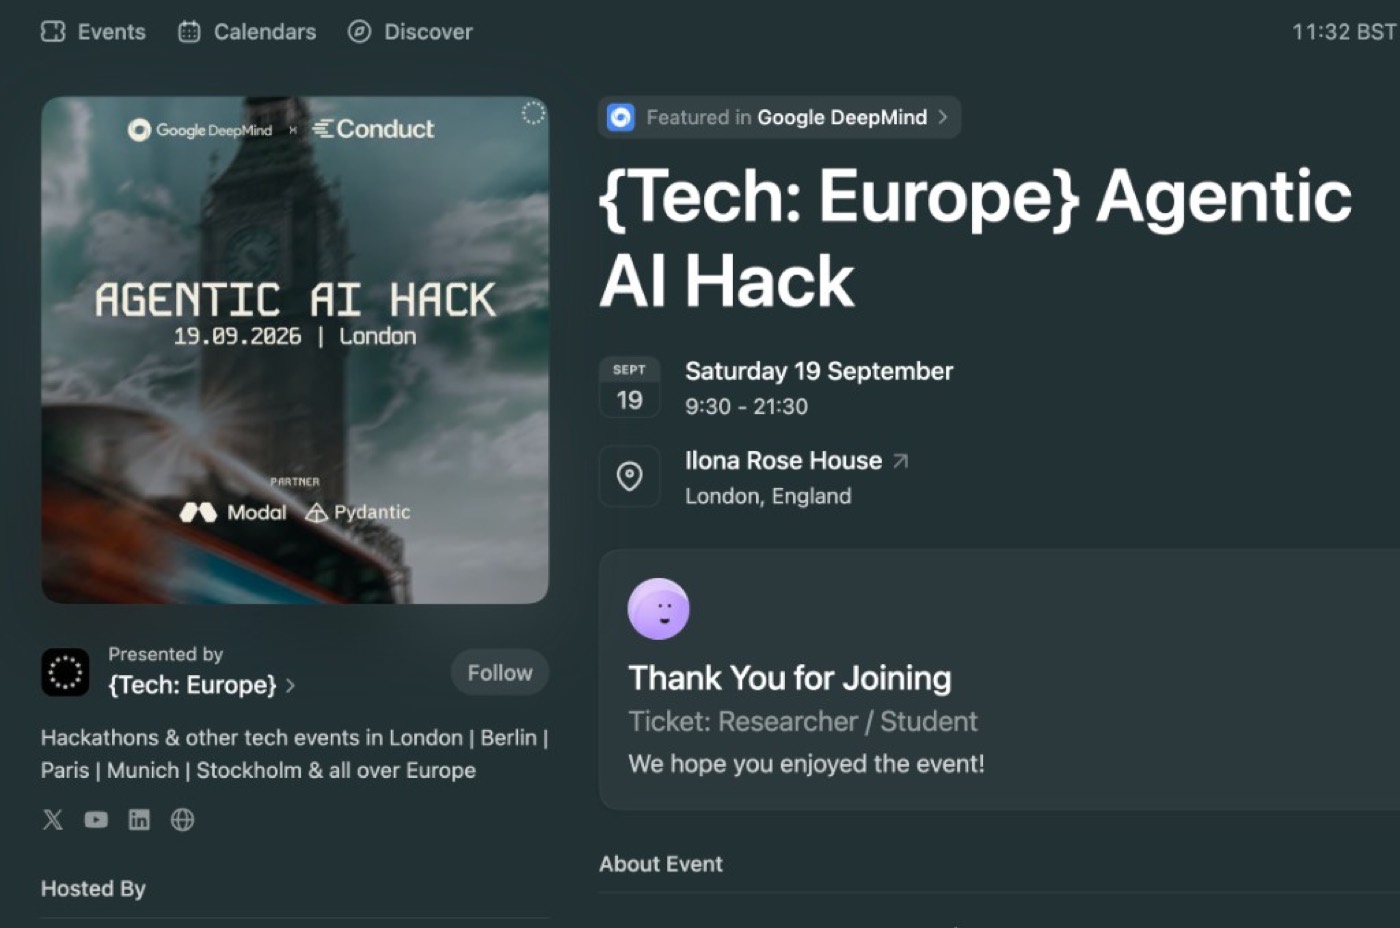 Events Calendars Discover
11:32 BST
Google DeepMind x Conduct
AGENTIC AI HACK
19.09.2026 | London
PARTNER
Modal Pydantic
Presented by
{Tech: Europe}
Follow
Hackathons & other tech events in London | Berlin |
Paris | Munich | Stockholm & all over Europe
Hosted By
Featured in Google DeepMind
{Tech: Europe} Agentic
AI Hack
SEPT
19
Saturday 19 September
9:30 - 21:30
Ilona Rose House
London, England
Thank You for Joining
Ticket: Researcher / Student
We hope you enjoyed the event!
About Event